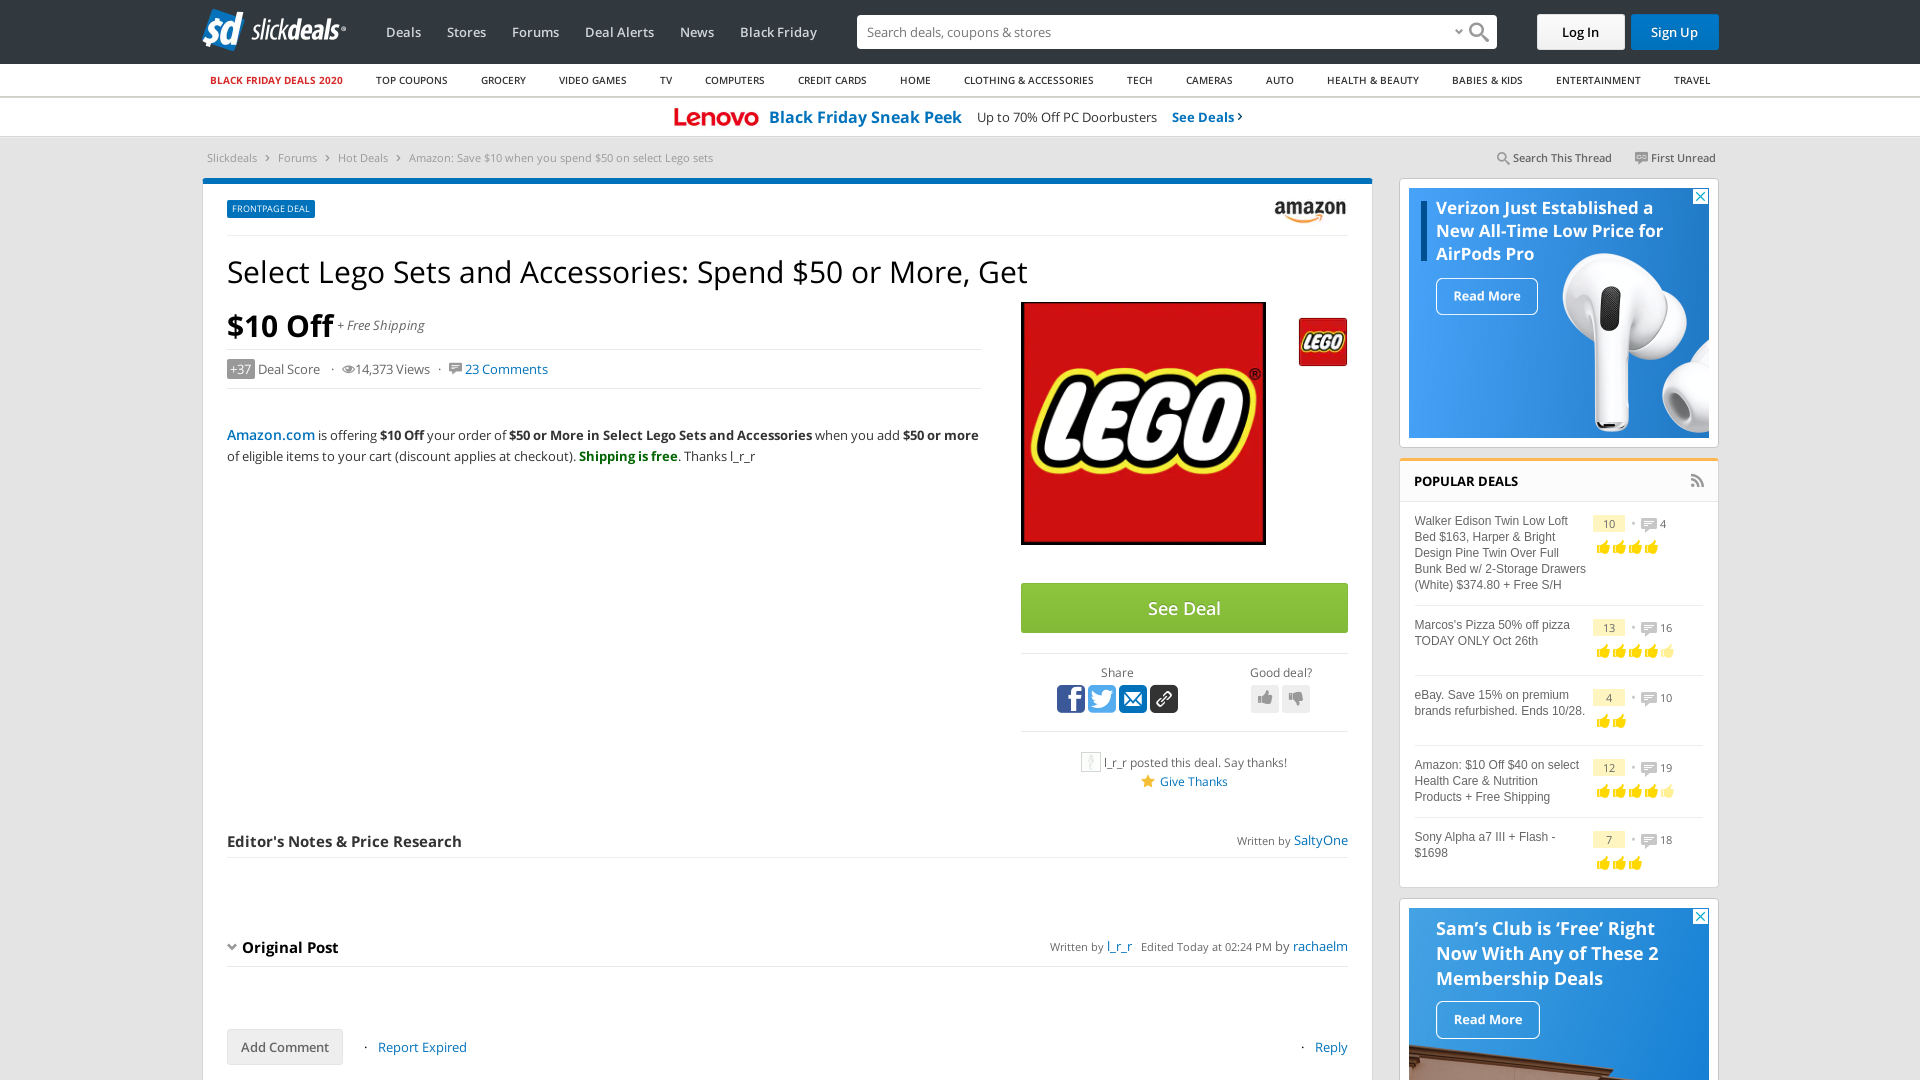 sd slickdeals
Deals
Stores
Forums
Deal Alerts
News
Black Friday
Search deals, coupons & stores
Log In
Sign Up
BLACK FRIDAY DEALS 2020
TOP COUPONS
GROCERY
VIDEO GAMES
TV
COMPUTERS
CREDIT CARDS
HOME
CLOTHING & ACCESSORIES
TECH
CAMERAS
AUTO
HEALTH & BEAUTY
BABIES & KIDS
ENTERTAINMENT
TRAVEL
Lenovo Black Friday Sneak Peek Up to 70% Off PC Doorbusters See Deals ›
Slickdeals › Forums › Hot Deals › Amazon: Save $10 when you spend $50 on select Lego sets
Search This Thread
First Unread
FRONTPAGE DEAL
amazon
Select Lego Sets and Accessories: Spend $50 or More, Get
$10 Off + Free Shipping
+37 Deal Score · 14,373 Views · 23 Comments
Amazon.com is offering $10 Off your order of $50 or More in Select Lego Sets and Accessories when you add $50 or more
of eligible items to your cart (discount applies at checkout). Shipping is free. Thanks l_r_r
LEGO®
LEGO
See Deal
Share
Good deal?
l_r_r posted this deal. Say thanks!
Give Thanks
Editor's Notes & Price Research
Written by SaltyOne
Original Post
Written by l_r_r Edited Today at 02:24 PM by rachaelm
Add Comment
· Report Expired
· Reply
Verizon Just Established a
New All-Time Low Price for
AirPods Pro
Read More
POPULAR DEALS
Walker Edison Twin Low Loft
Bed $163, Harper & Bright
Design Pine Twin Over Full
Bunk Bed w/ 2-Storage Drawers
(White) $374.80 + Free S/H
10 • 4
Marcos's Pizza 50% off pizza
TODAY ONLY Oct 26th
13 • 16
eBay. Save 15% on premium
brands refurbished. Ends 10/28.
4 • 10
Amazon: $10 Off $40 on select
Health Care & Nutrition
Products + Free Shipping
12 • 19
Sony Alpha a7 III + Flash -
$1698
7 • 18
Sam's Club is ‘Free’ Right
Now With Any of These 2
Membership Deals
Read More